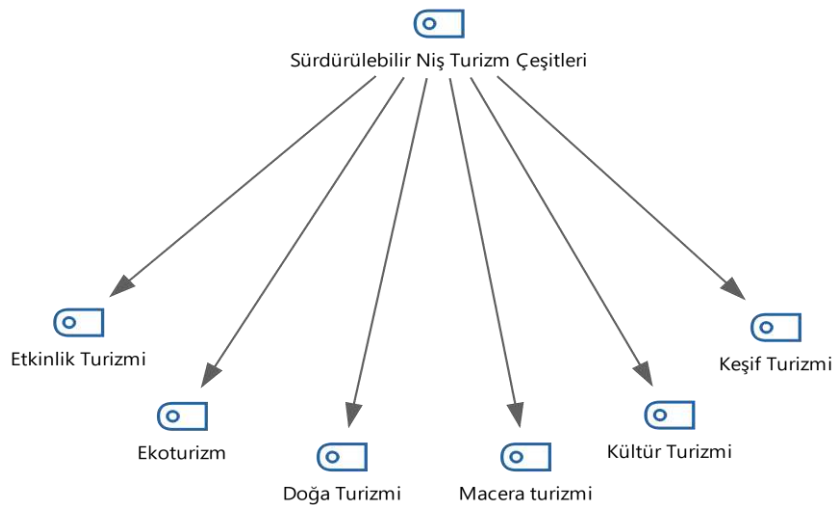 Sürdürülebilir Niş Turizm Çeşitleri
Etkinlik Turizmi
Keşif Turizmi
Ekoturizm
Kültür Turizmi
Doğa Turizmi
Macera turizmi